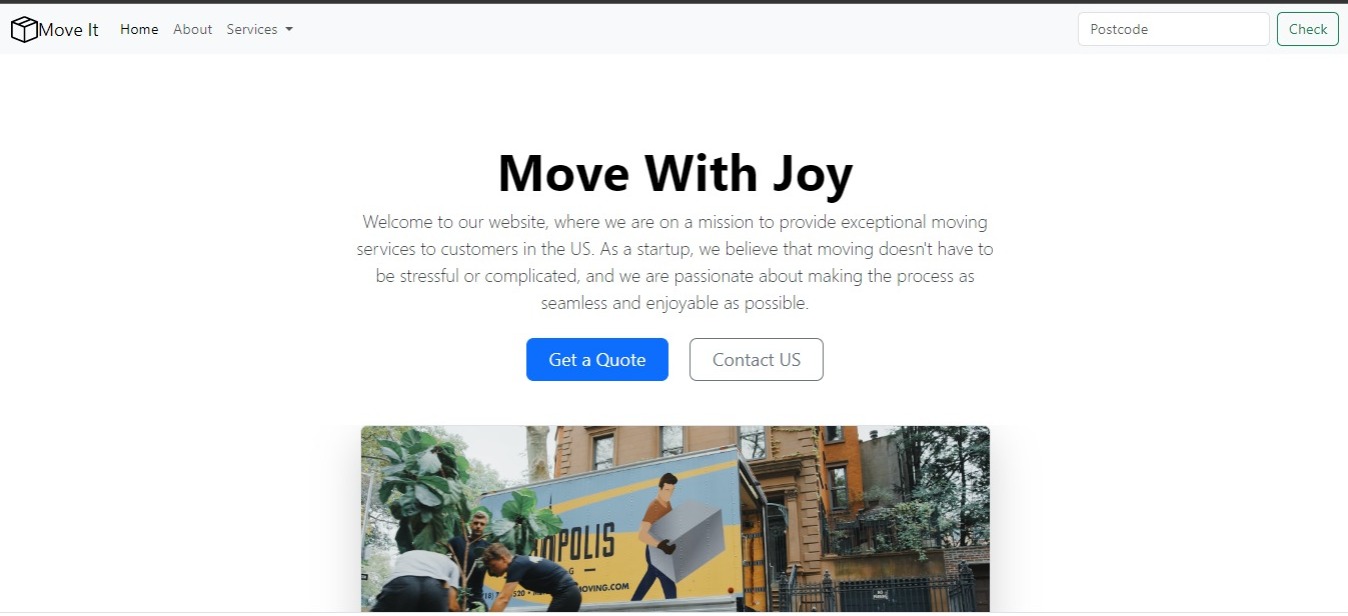 Move It Home About Services Postcode Check
Move With Joy
Welcome to our website, where we are on a mission to provide exceptional moving
services to customers in the US. As a startup, we believe that moving doesn't have to
be stressful or complicated, and we are passionate about making the process as
seamless and enjoyable as possible.
Get a Quote Contact US
OPOLIS
G
MOVING.COM